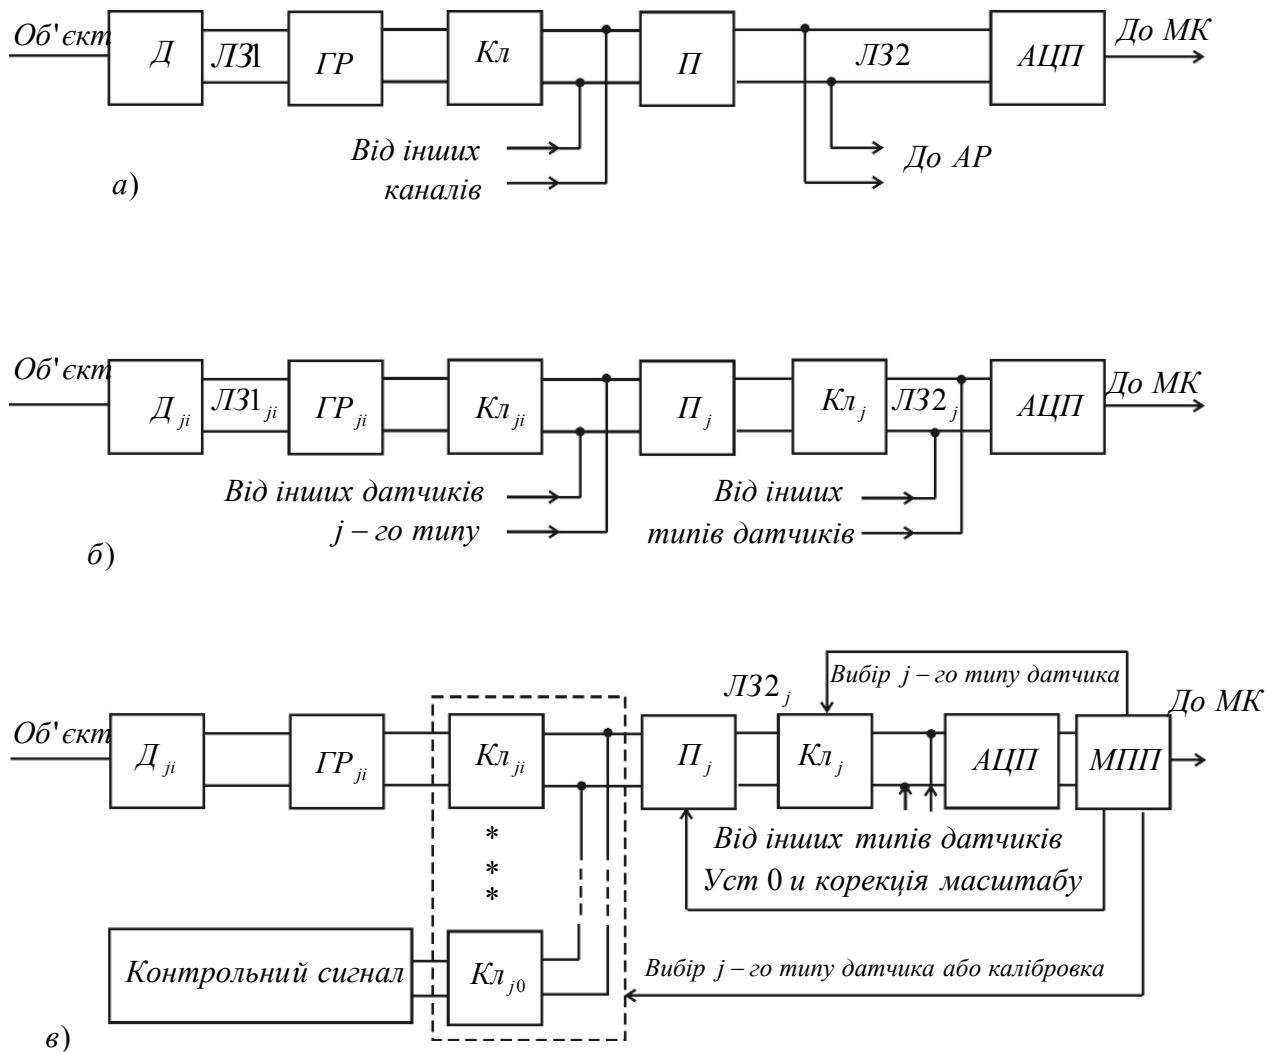 Об'єкт Д ЛЗ1 ГР Кл П ЛЗ2 АЦП До МК
Від інших
каналів
До АР
а)
Об'єкт Д ji ЛЗ1 ji ГР ji Кл ji П j Кл j ЛЗ2 j АЦП До МК
Від інших датчиків
j – го типу
Від інших
типів датчиків
б)
Вибір j – го типу датчика
ЛЗ2 j
Об'єкт Д ji ГР ji Кл ji П j Кл j АЦП МПП До МК
*
*
*
Від інших типів датчиків
Уст 0 и корекція масштабу
Контрольний сигнал Кл j0
Вибір j – го типу датчика або калібровка
в)